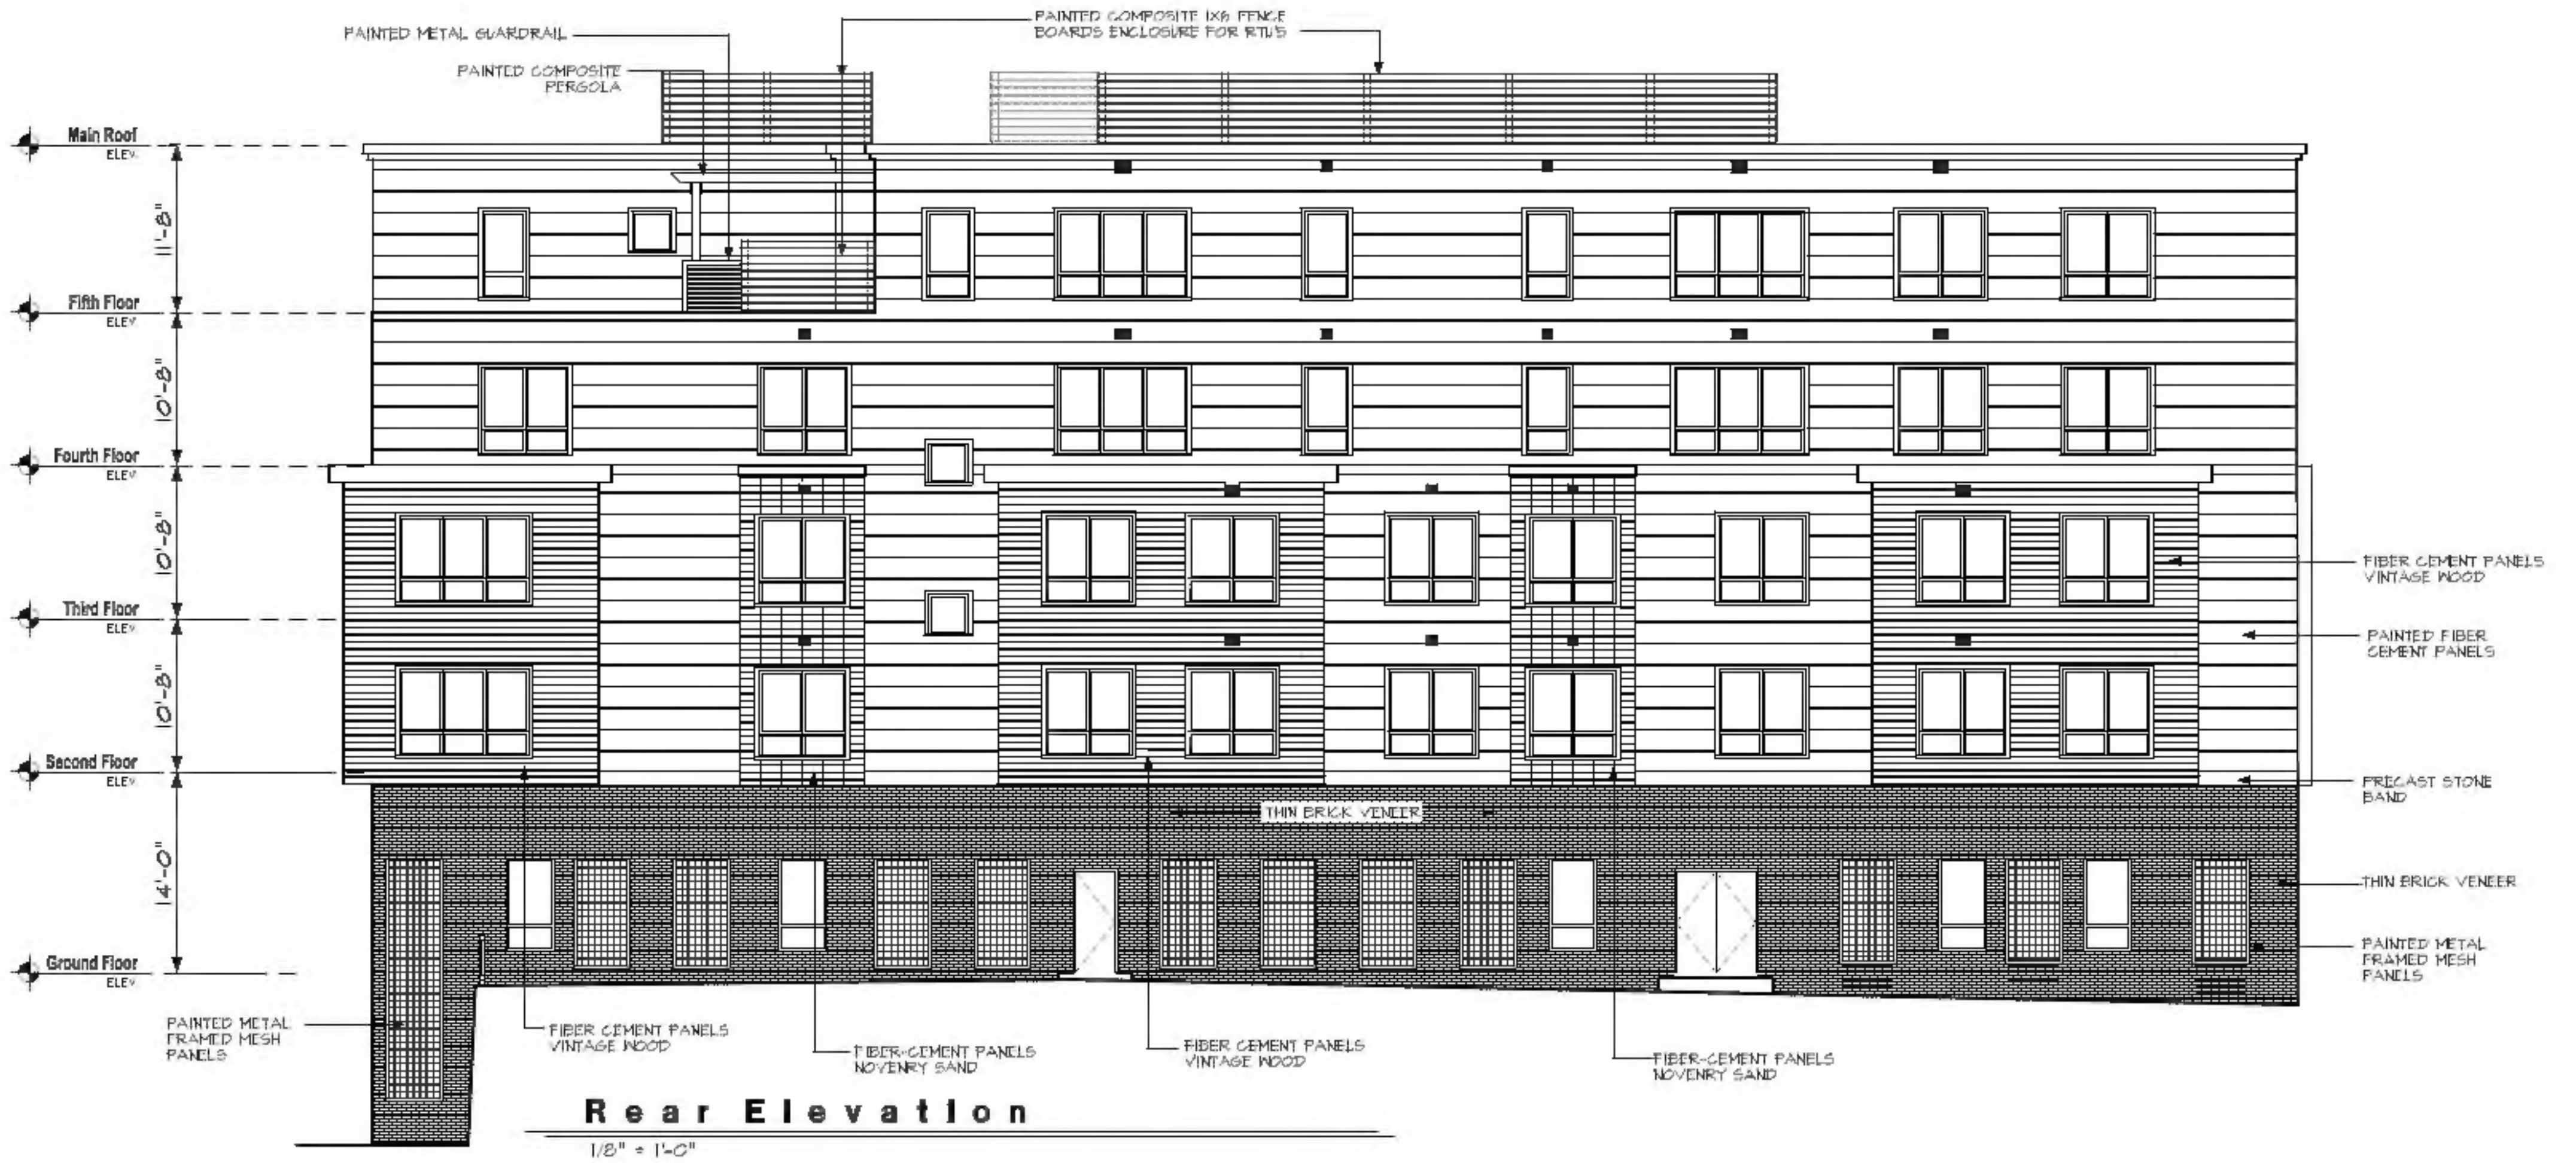 PAINTED COMPOSITE 1X6 FENCE
BOARDS ENCLOSURE FOR RTU'S
PAINTED METAL GUARDRAIL
PAINTED COMPOSITE
PERGOLA
Main Roof
ELEV.
11'-8"
Fifth Floor
ELEV.
10'-8"
Fourth Floor
ELEV.
10'-8"
Third Floor
ELEV.
10'-8"
Second Floor
ELEV.
14'-0"
Ground Floor
ELEV.
FIBER CEMENT PANELS
VINTAGE WOOD
PAINTED FIBER
CEMENT PANELS
PRECAST STONE
BAND
THIN BRICK VENEER
THIN BRICK VENEER
PAINTED METAL
FRAMED MESH
PANELS
PAINTED METAL
FRAMED MESH
PANELS
FIBER CEMENT PANELS
VINTAGE WOOD
FIBER-CEMENT PANELS
NOVENRY SAND
FIBER CEMENT PANELS
VINTAGE WOOD
FIBER-CEMENT PANELS
NOVENRY SAND
Rear Elevation
1/8" = 1'-0"